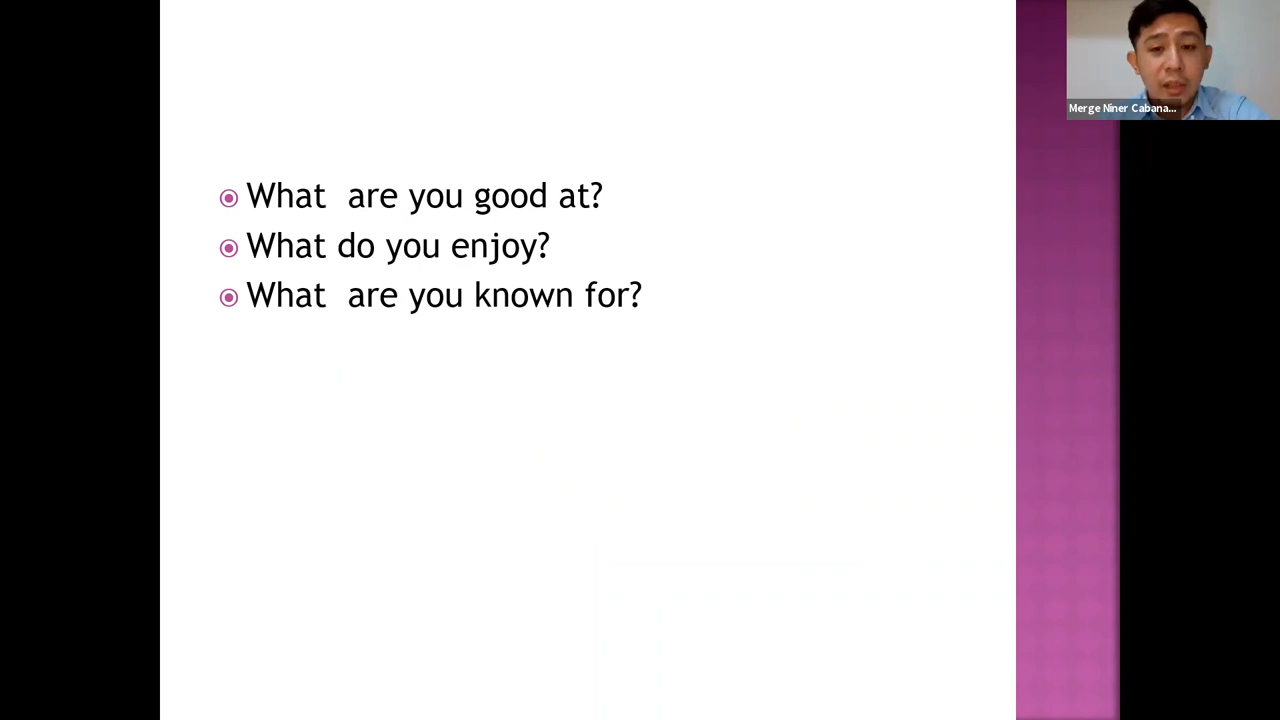 What  are you good at?
What do you enjoy?
What  are you known for?
Merge Niner Cabana...